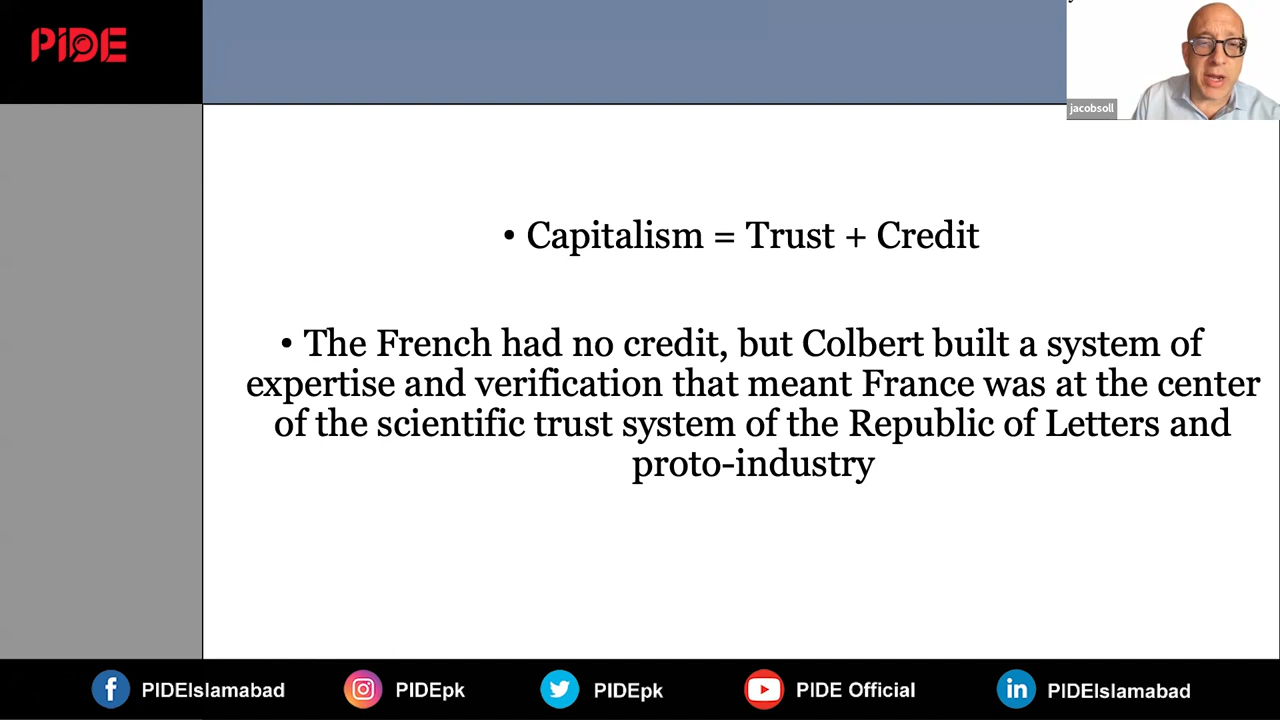 PIDE
jacobsoll
• Capitalism = Trust + Credit
• The French had no credit, but Colbert built a system of
expertise and verification that meant France was at the center
of the scientific trust system of the Republic of Letters and
proto-industry
PIDEIslamabad
PIDEpk
PIDEpk
PIDE Official
PIDEIslamabad